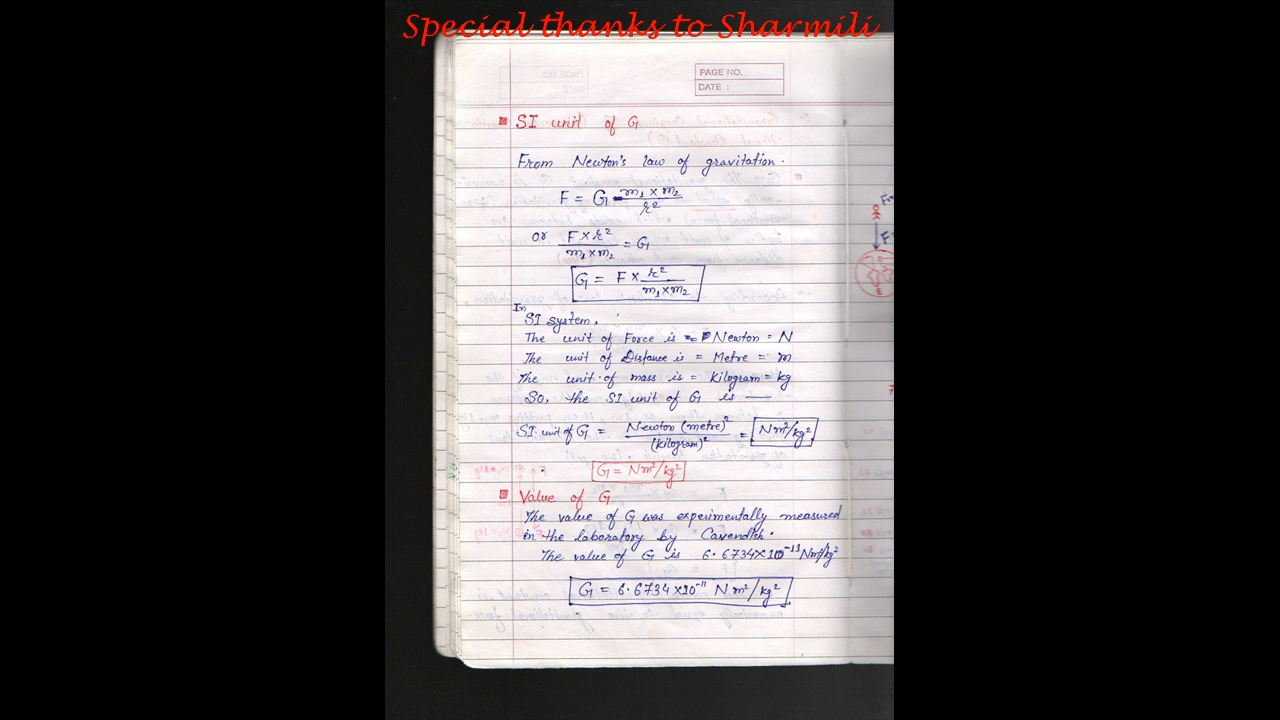 Special thanks to Sharmili
PAGE NO.
DATE :
SI unit of G
From Newton's law of gravitation.
F = G m₁ × m₂ / r²
or F × r² / m₁ × m₂ = G
G = F × r² / m₁ × m₂
In
SI system.
The unit of Force is = Newton = N
The unit of Distance is = Metre = m
The unit of mass is = Kilogram = kg
So, the SI unit of G is —
SI unit of G = Newton (metre)² / (kilogram)² = Nm²/kg²
G = Nm²/kg²
Value of G
The value of G was experimentally measured
in the laboratory by Cavendish.
The value of G is 6.6734×10⁻¹¹ Nm²/kg²
G = 6.6734×10⁻¹¹ N m²/kg²